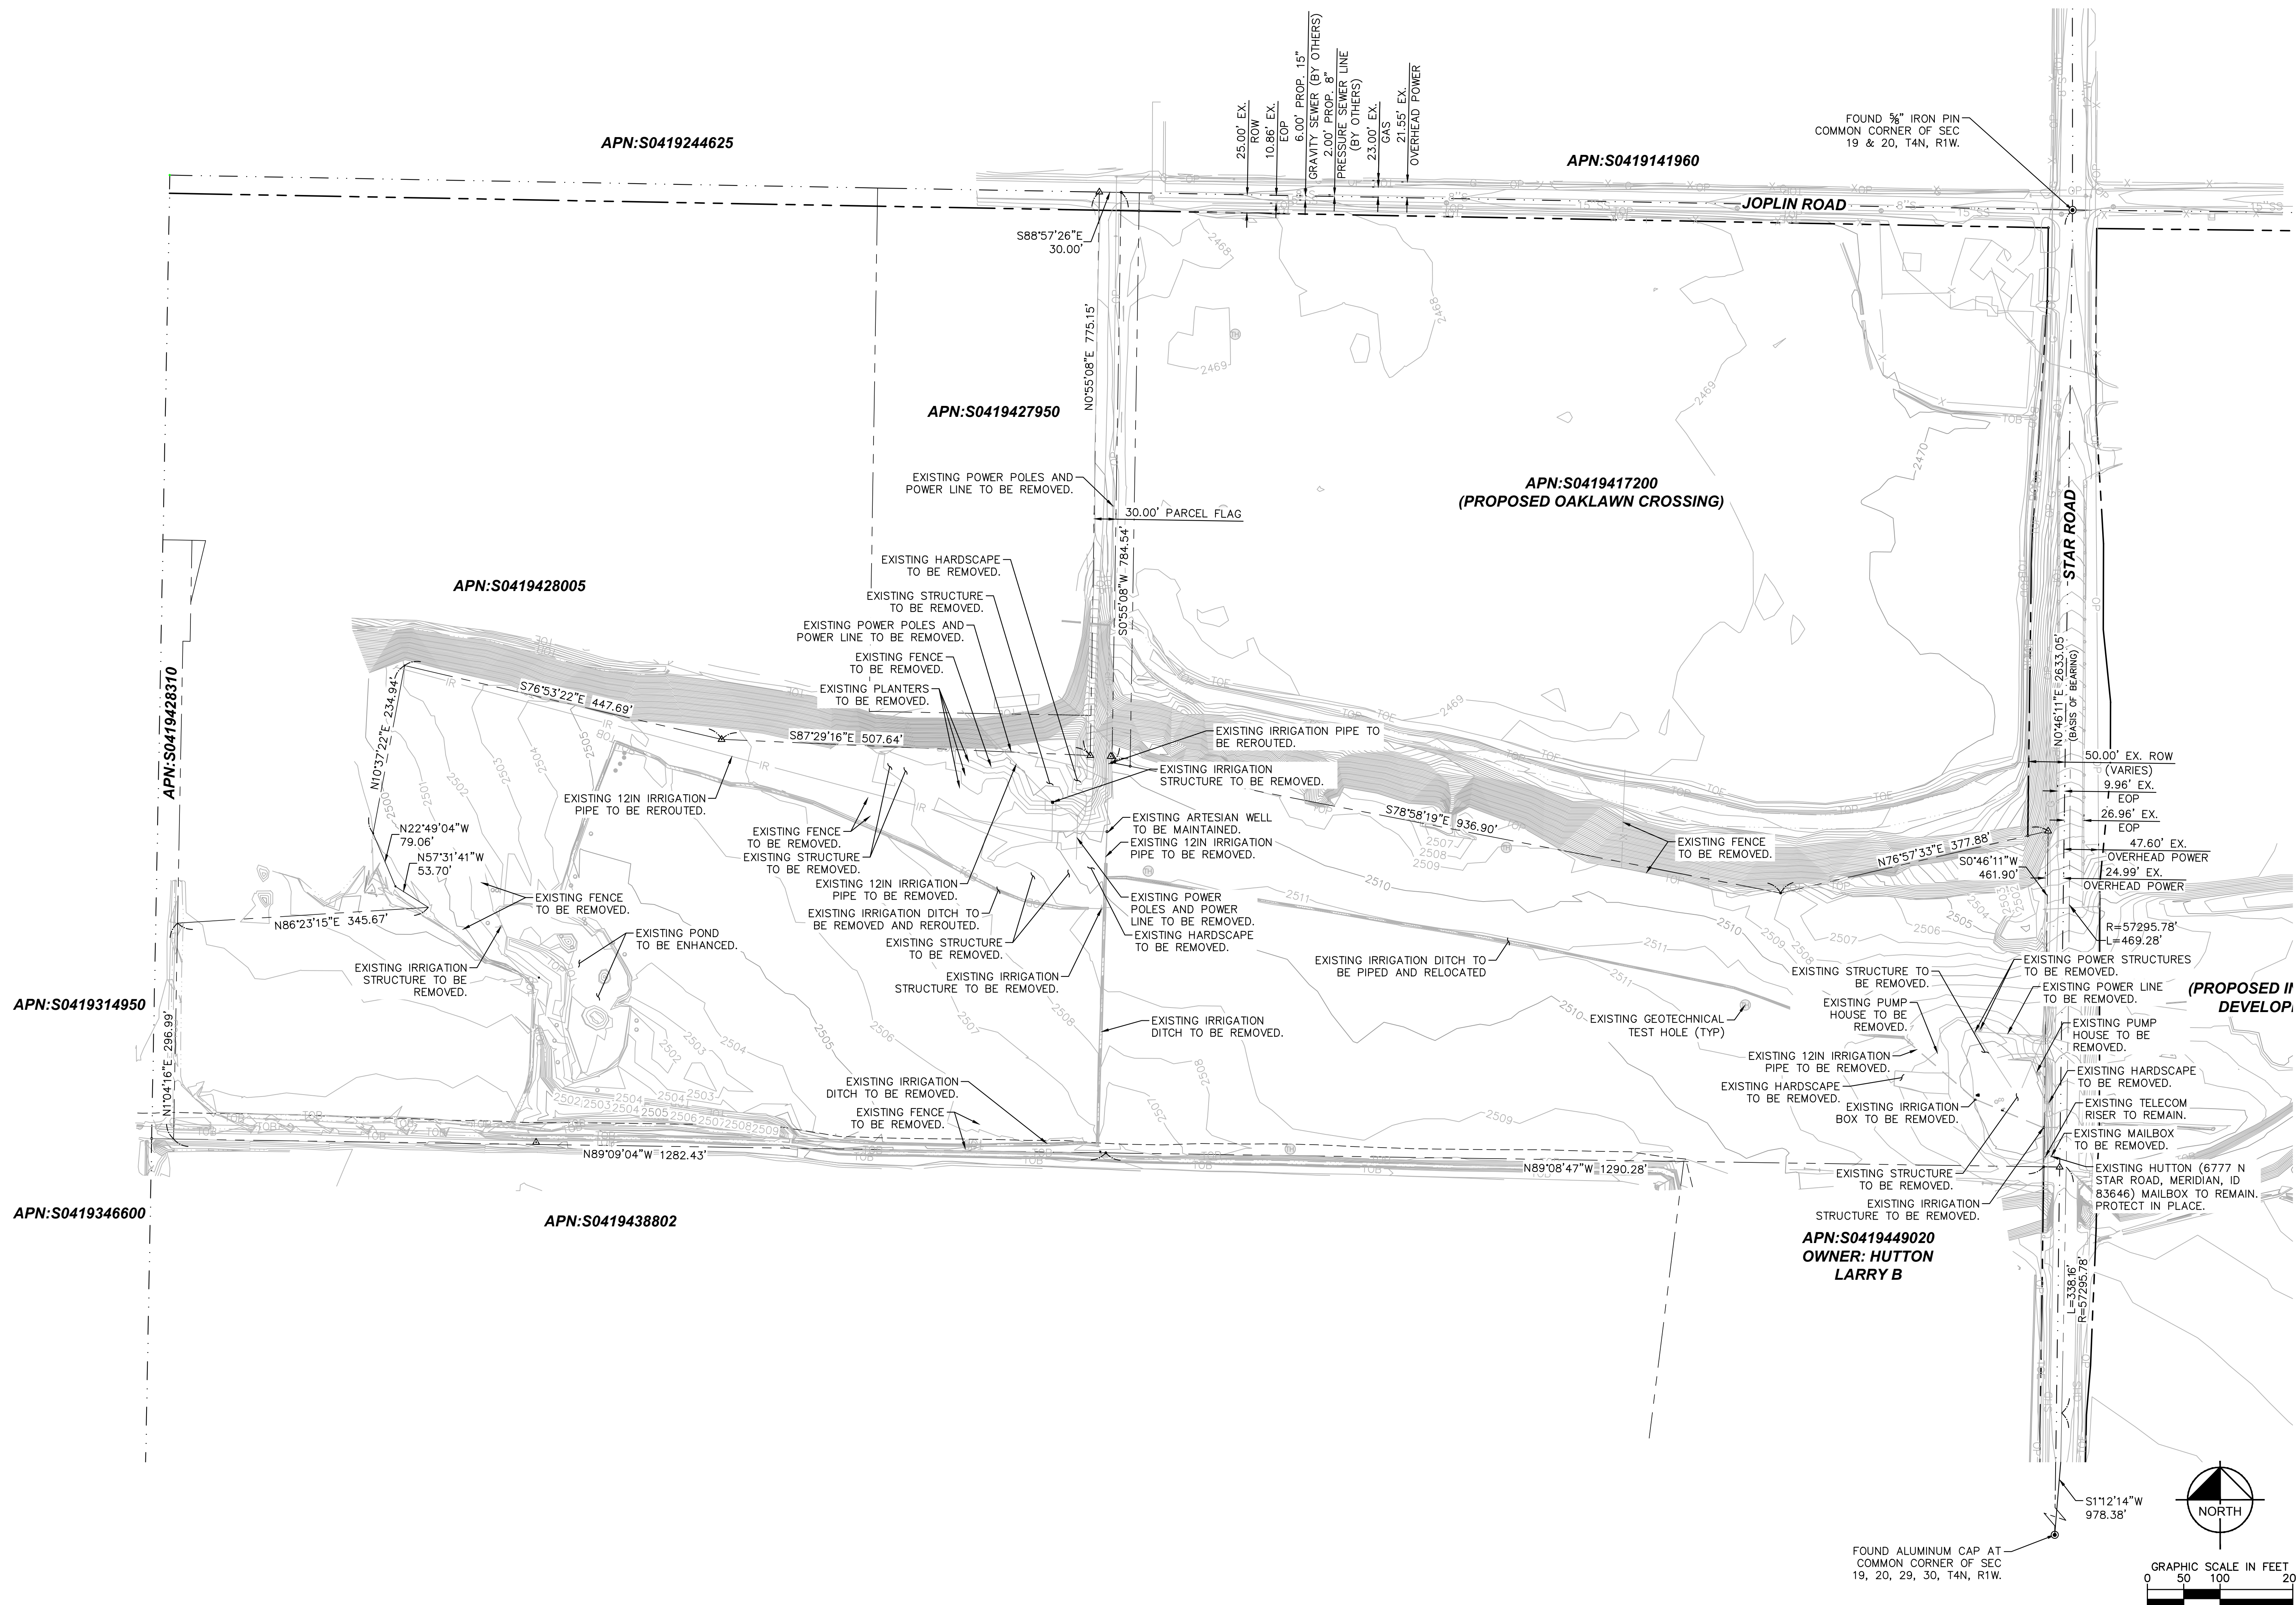 25.00' EX.
ROW
10.86' EX.
EOP
6.00' PROP. 15"
GRAVITY SEWER (BY OTHERS)
2.00' PROP. 8"
PRESSURE SEWER LINE
(BY OTHERS)
23.00' EX.
GAS
21.55' EX.
OVERHEAD POWER
FOUND ⅝" IRON PIN
COMMON CORNER OF SEC
19 & 20, T4N, R1W.
APN:S0419244625
APN:S0419141960
JOPLIN ROAD
S88°57'26"E
30.00'
N0°55'08"E 775.15'
2468
2468
2469
2469
2470
APN:S0419427950
EXISTING POWER POLES AND
POWER LINE TO BE REMOVED.
30.00' PARCEL FLAG
S0°55'08"W 784.54'
APN:S0419417200
(PROPOSED OAKLAWN CROSSING)
STAR ROAD
N0°46'11"E 2633.05'
(BASIS OF BEARING)
APN:S0419428005
APN:S0419428310
EXISTING HARDSCAPE
TO BE REMOVED.
EXISTING STRUCTURE
TO BE REMOVED.
EXISTING POWER POLES AND
POWER LINE TO BE REMOVED.
EXISTING FENCE
TO BE REMOVED.
EXISTING PLANTERS
TO BE REMOVED.
N10°37'22"E 234.94'
S76°53'22"E 447.69'
S87°29'16"E 507.64'
EXISTING IRRIGATION PIPE TO
BE REROUTED.
EXISTING IRRIGATION
STRUCTURE TO BE REMOVED.
2469
50.00' EX. ROW
(VARIES)
9.96' EX.
EOP
26.96' EX.
EOP
47.60' EX.
OVERHEAD POWER
24.99' EX.
OVERHEAD POWER
EXISTING 12IN IRRIGATION
PIPE TO BE REROUTED.
S78°58'19"E 936.90'
N76°57'33"E 377.88'
S0°46'11"W
461.90'
EXISTING FENCE
TO BE REMOVED.
EXISTING ARTESIAN WELL
TO BE MAINTAINED.
EXISTING 12IN IRRIGATION
PIPE TO BE REMOVED.
EXISTING FENCE
TO BE REMOVED.
EXISTING STRUCTURE
TO BE REMOVED.
N22°49'04"W
79.06'
N57°31'41"W
53.70'
EXISTING 12IN IRRIGATION
PIPE TO BE REMOVED.
EXISTING FENCE
TO BE REMOVED.
EXISTING POWER
POLES AND POWER
LINE TO BE REMOVED.
EXISTING HARDSCAPE
TO BE REMOVED.
N86°23'15"E 345.67'
EXISTING IRRIGATION DITCH TO
BE REMOVED AND REROUTED.
EXISTING POND
TO BE ENHANCED.
EXISTING STRUCTURE
TO BE REMOVED.
EXISTING IRRIGATION
STRUCTURE TO BE
REMOVED.
EXISTING IRRIGATION
STRUCTURE TO BE REMOVED.
EXISTING IRRIGATION DITCH TO
BE PIPED AND RELOCATED
R=57295.78'
L=469.28'
EXISTING POWER STRUCTURES
TO BE REMOVED.
EXISTING STRUCTURE TO
BE REMOVED.
EXISTING POWER LINE
TO BE REMOVED.
APN:S0419314950
EXISTING PUMP
HOUSE TO BE
REMOVED.
EXISTING GEOTECHNICAL
TEST HOLE (TYP)
EXISTING IRRIGATION
DITCH TO BE REMOVED.
EXISTING PUMP
HOUSE TO BE
REMOVED.
N1°04'16"E 296.99'
EXISTING 12IN IRRIGATION
PIPE TO BE REMOVED.
EXISTING HARDSCAPE
TO BE REMOVED.
EXISTING HARDSCAPE
TO BE REMOVED.
EXISTING IRRIGATION
DITCH TO BE REMOVED.
EXISTING FENCE
TO BE REMOVED.
EXISTING IRRIGATION
BOX TO BE REMOVED.
EXISTING TELECOM
RISER TO REMAIN.
EXISTING MAILBOX
TO BE REMOVED.
N89°09'04"W 1282.43'
N89°08'47"W 1290.28'
EXISTING HUTTON (6777 N
STAR ROAD, MERIDIAN, ID
83646) MAILBOX TO REMAIN.
PROTECT IN PLACE.
EXISTING STRUCTURE
TO BE REMOVED.
EXISTING IRRIGATION
STRUCTURE TO BE REMOVED.
APN:S0419346600
APN:S0419438802
APN:S0419449020
OWNER: HUTTON
LARRY B
L=338.16'
R=57295.78'
S1°12'14"W
978.38'
NORTH
FOUND ALUMINUM CAP AT
COMMON CORNER OF SEC
19, 20, 29, 30, T4N, R1W.
GRAPHIC SCALE IN FEET
0 50 100